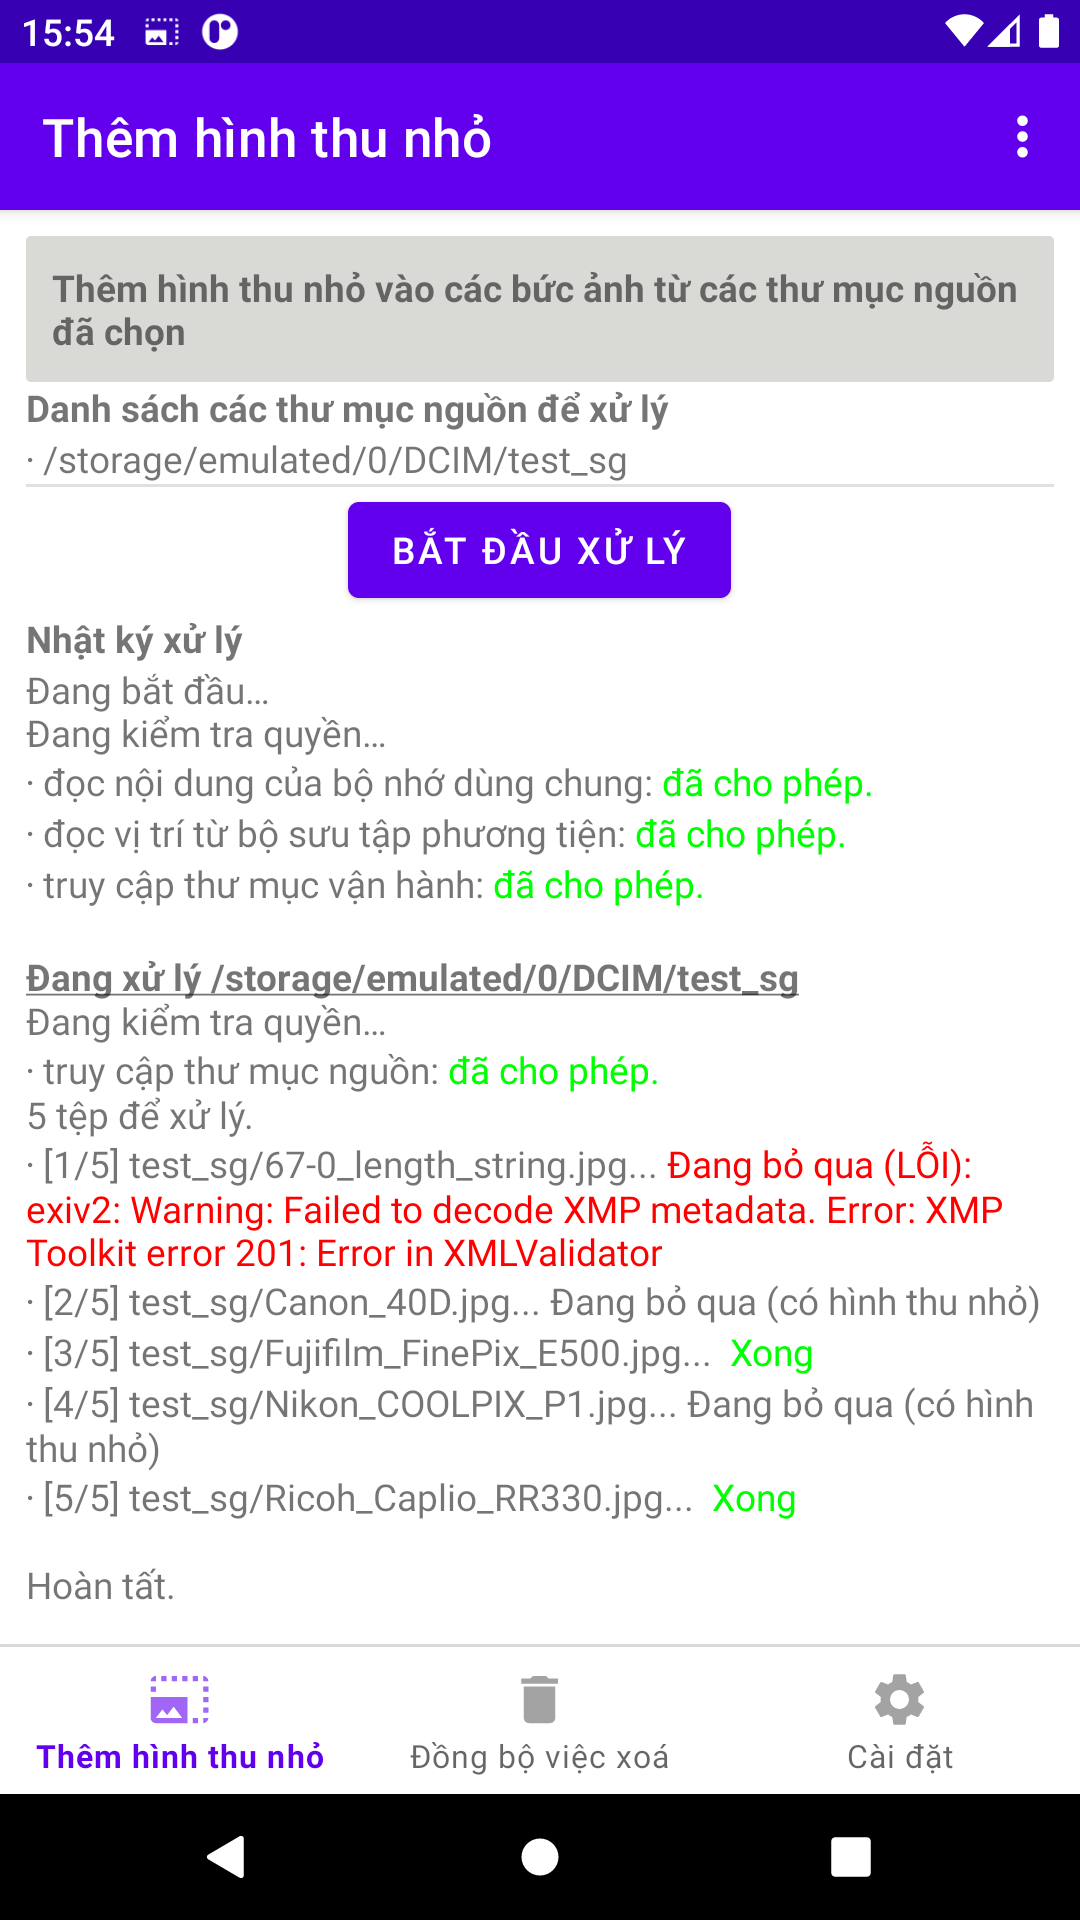 15:54
Thêm hình thu nhỏ
Thêm hình thu nhỏ vào các bức ảnh từ các thư mục nguồn
đã chọn
Danh sách các thư mục nguồn để xử lý
· /storage/emulated/0/DCIM/test_sg
BẮT ĐẦU XỬ LÝ
Nhật ký xử lý
Đang bắt đầu…
Đang kiểm tra quyền…
· đọc nội dung của bộ nhớ dùng chung: đã cho phép.
· đọc vị trí từ bộ sưu tập phương tiện: đã cho phép.
· truy cập thư mục vận hành: đã cho phép.
Đang xử lý /storage/emulated/0/DCIM/test_sg
Đang kiểm tra quyền…
· truy cập thư mục nguồn: đã cho phép.
5 tệp để xử lý.
· [1/5] test_sg/67-0_length_string.jpg... Đang bỏ qua (LỖI):
exiv2: Warning: Failed to decode XMP metadata. Error: XMP
Toolkit error 201: Error in XMLValidator
· [2/5] test_sg/Canon_40D.jpg... Đang bỏ qua (có hình thu nhỏ)
· [3/5] test_sg/Fujifilm_FinePix_E500.jpg... Xong
· [4/5] test_sg/Nikon_COOLPIX_P1.jpg... Đang bỏ qua (có hình
thu nhỏ)
· [5/5] test_sg/Ricoh_Caplio_RR330.jpg... Xong
Hoàn tất.
Thêm hình thu nhỏ
Đồng bộ việc xoá
Cài đặt